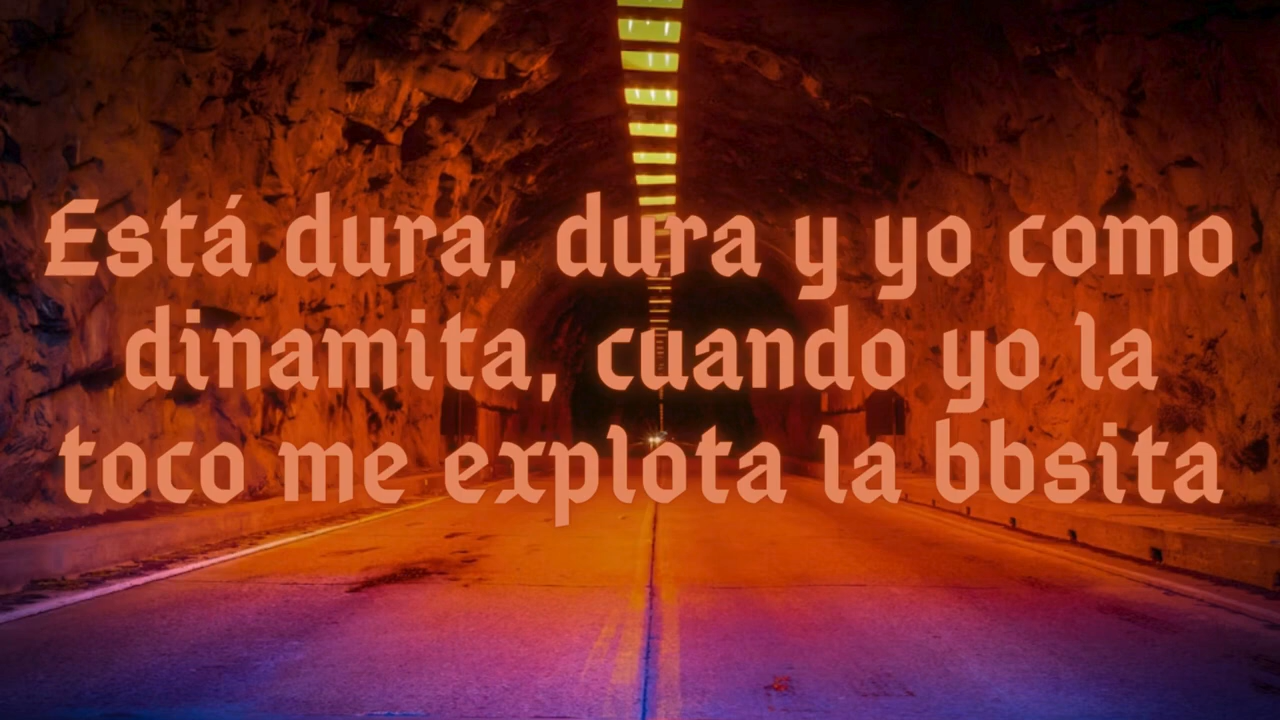 Está dura, dura y yo como
dinamita, cuando yo la
toco me explota la bbsita